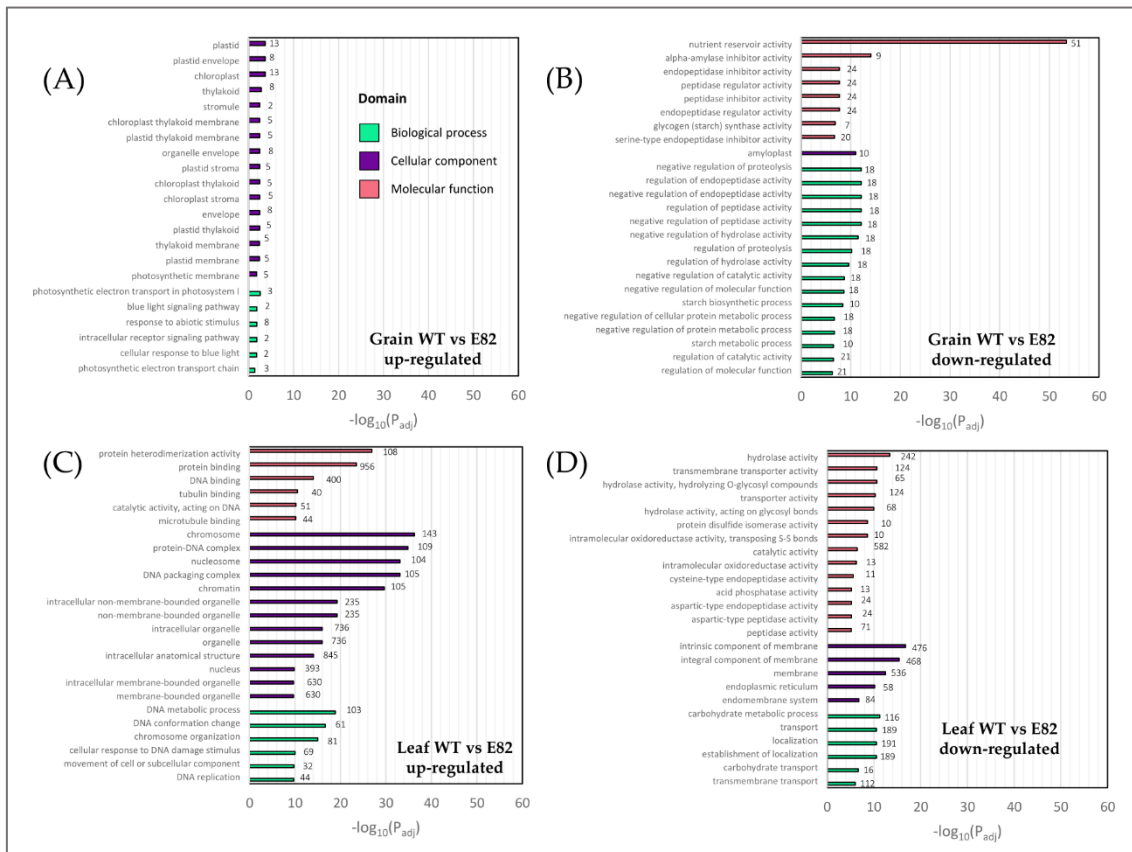 (A)
plastid 13
plastid envelope 8
chloroplast 13
thylakoid 8
stromule 2
chloroplast thylakoid membrane 5
plastid thylakoid membrane 5
organelle envelope 8
plastid stroma 5
chloroplast thylakoid 5
chloroplast stroma 5
envelope 8
plastid thylakoid 5
thylakoid membrane 5
plastid membrane 5
photosynthetic membrane 5
photosynthetic electron transport in photosystem I 3
blue light signaling pathway 2
response to abiotic stimulus 8
intracellular receptor signaling pathway 2
cellular response to blue light 2
photosynthetic electron transport chain 3
Domain
Biological process
Cellular component
Molecular function
Grain WT vs E82
up-regulated
0 10 20 30 40 50 60
-log10(Padj)
(B)
nutrient reservoir activity 51
alpha-amylase inhibitor activity 9
endopeptidase inhibitor activity 24
peptidase regulator activity 24
peptidase inhibitor activity 24
endopeptidase regulator activity 24
glycogen (starch) synthase activity 7
serine-type endopeptidase inhibitor activity 20
amyloplast 10
negative regulation of proteolysis 18
regulation of endopeptidase activity 18
negative regulation of endopeptidase activity 18
regulation of peptidase activity 18
negative regulation of peptidase activity 18
negative regulation of hydrolase activity 18
regulation of proteolysis 18
regulation of hydrolase activity 18
negative regulation of catalytic activity 18
negative regulation of molecular function 18
starch biosynthetic process 10
negative regulation of cellular protein metabolic process 18
negative regulation of protein metabolic process 18
starch metabolic process 10
regulation of catalytic activity 21
regulation of molecular function 21
Grain WT vs E82
down-regulated
0 10 20 30 40 50 60
-log10(Padj)
(C)
protein heterodimerization activity 108
protein binding 956
DNA binding 400
tubulin binding 40
catalytic activity, acting on DNA 51
microtubule binding 44
chromosome 143
protein-DNA complex 109
nucleosome 104
DNA packaging complex 105
chromatin 105
intracellular non-membrane-bounded organelle 235
non-membrane-bounded organelle 235
intracellular organelle 736
organelle 736
intracellular anatomical structure 845
nucleus 393
intracellular membrane-bounded organelle 630
membrane-bounded organelle 630
DNA metabolic process 103
DNA conformation change 61
chromosome organization 81
cellular response to DNA damage stimulus 69
movement of cell or subcellular component 32
DNA replication 44
Leaf WT vs E82
up-regulated
0 10 20 30 40 50 60
-log10(Padj)
(D)
hydrolase activity 242
transmembrane transporter activity 124
hydrolase activity, hydrolyzing O-glycosyl compounds 65
transporter activity 124
hydrolase activity, acting on glycosyl bonds 68
protein disulfide isomerase activity 10
intramolecular oxidoreductase activity, transposing S-S bonds 10
catalytic activity 582
intramolecular oxidoreductase activity 13
cysteine-type endopeptidase activity 11
acid phosphatase activity 13
aspartic-type endopeptidase activity 24
aspartic-type peptidase activity 24
peptidase activity 71
intrinsic component of membrane 476
integral component of membrane 468
membrane 536
endoplasmic reticulum 58
endomembrane system 84
carbohydrate metabolic process 116
transport 189
localization 191
establishment of localization 189
carbohydrate transport 16
transmembrane transport 112
Leaf WT vs E82
down-regulated
0 10 20 30 40 50 60
-log10(Padj)